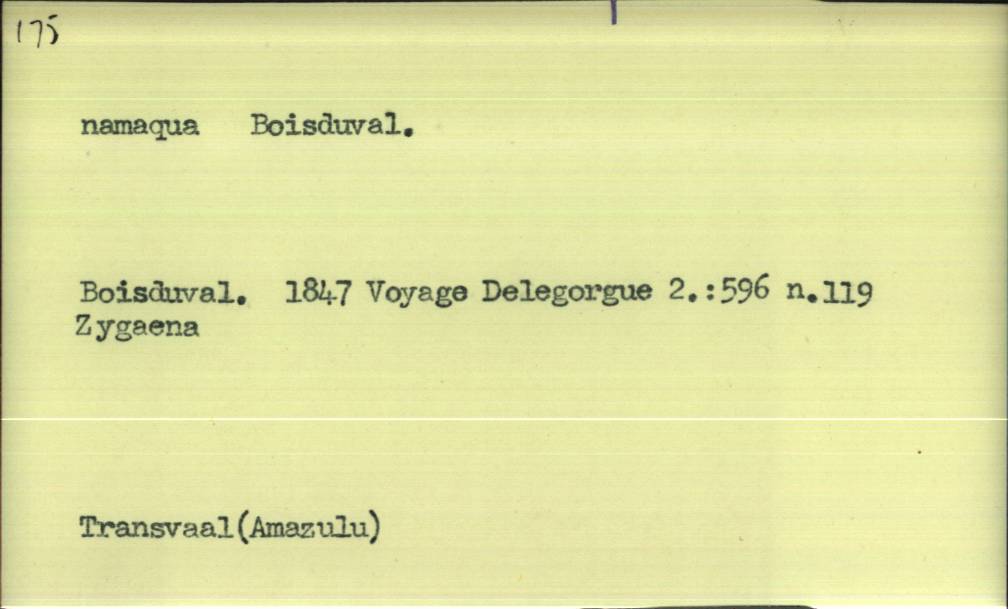 175
namaqua Boisduval.
Boisduval. 1847 Voyage Delegorgue 2.:596 n.119
Zygaena
Transvaal(Amazulu)